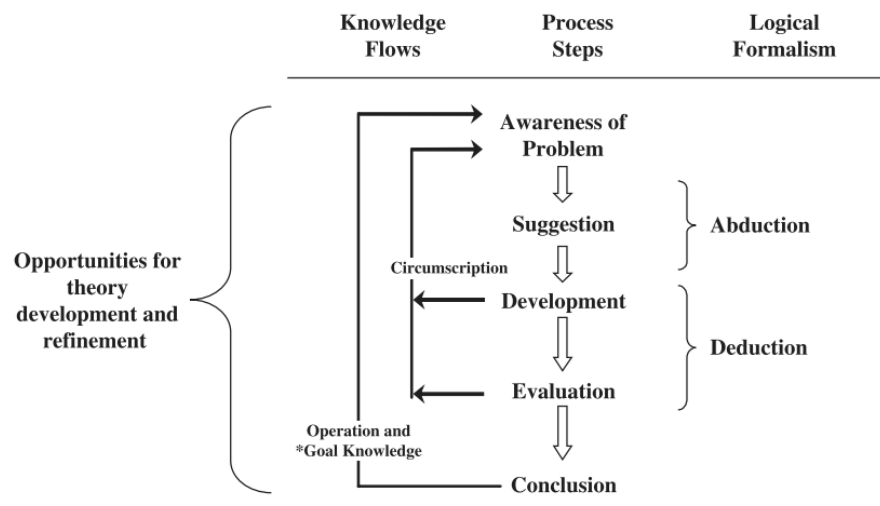 Knowledge
Flows
Process
Steps
Logical
Formalism
Awareness of
Problem
Suggestion
Abduction
Opportunities for
theory
development and
refinement
Circumscription
Development
Deduction
Evaluation
Operation and
*Goal Knowledge
Conclusion